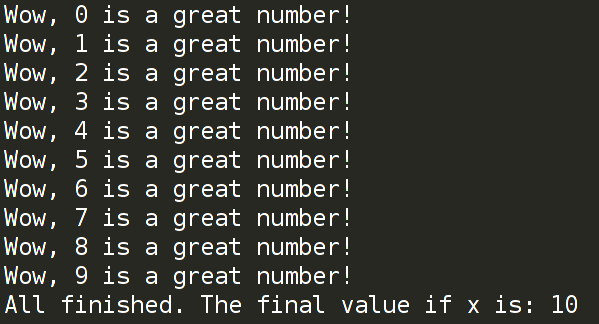 Wow, 0 is a great number!
Wow, 1 is a great number!
Wow, 2 is a great number!
Wow, 3 is a great number!
Wow, 4 is a great number!
Wow, 5 is a great number!
Wow, 6 is a great number!
Wow, 7 is a great number!
Wow, 8 is a great number!
Wow, 9 is a great number!
All finished. The final value if x is: 10